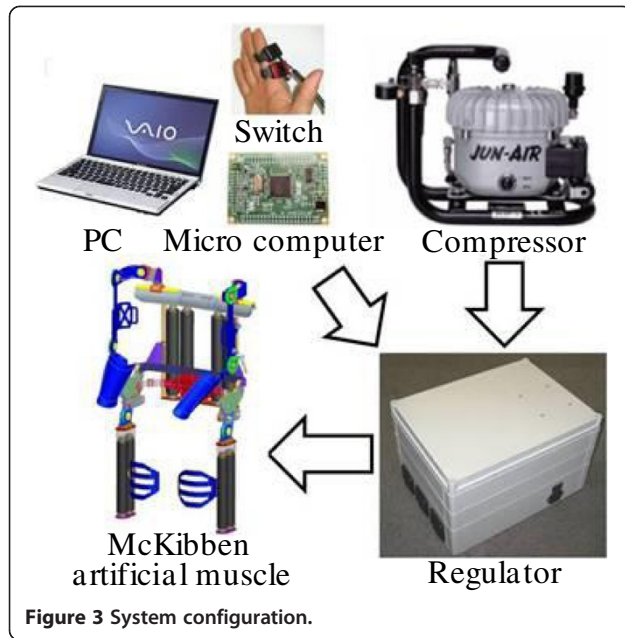 VAIO
Switch
JUN-AIR
PC
Micro computer
Compressor
McKibben
artificial muscle
Regulator
Figure 3 System configuration.